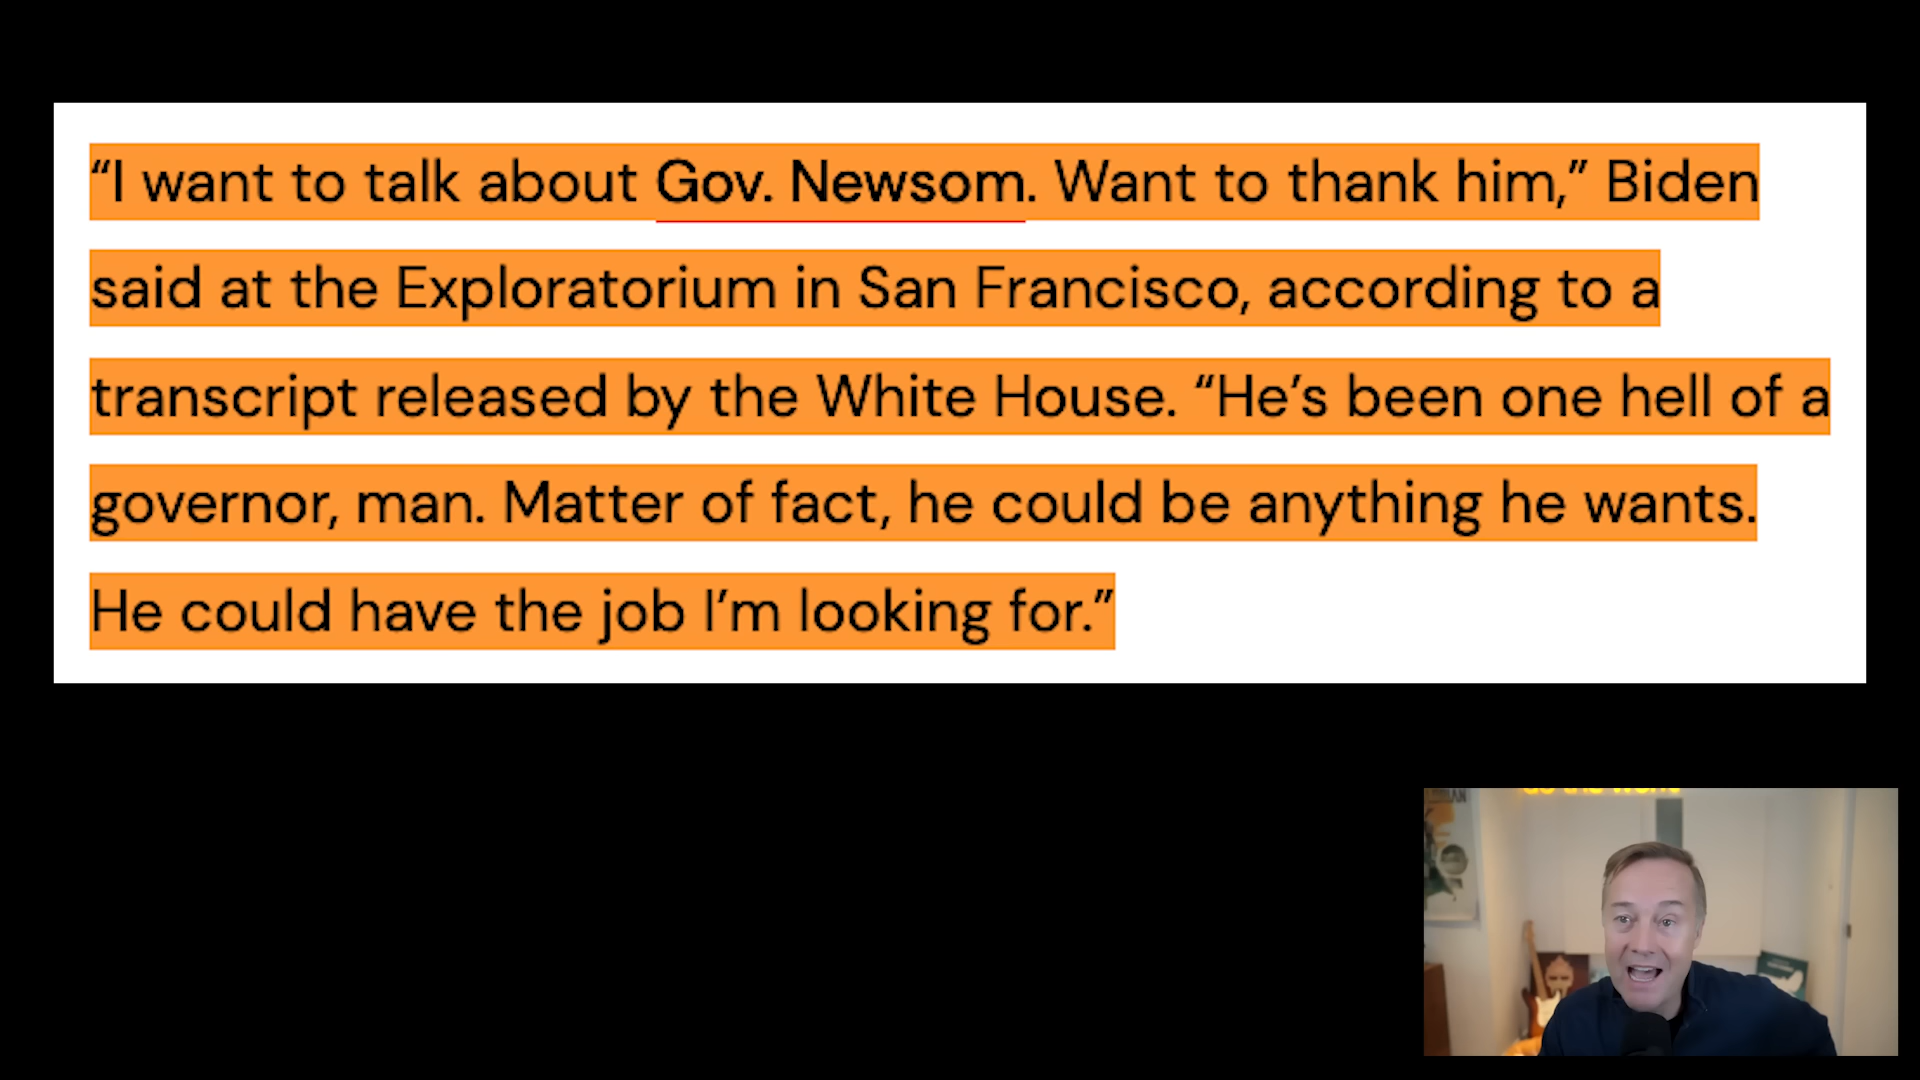 “I want to talk about Gov. Newsom. Want to thank him,” Biden
said at the Exploratorium in San Francisco, according to a
transcript released by the White House. “He’s been one hell of a
governor, man. Matter of fact, he could be anything he wants.
He could have the job I’m looking for.”